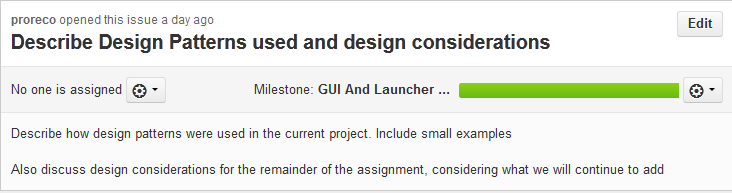 proreco opened this issue a day ago
Edit
Describe Design Patterns used and design considerations
No one is assigned
Milestone: GUI And Launcher ...
Describe how design patterns were used in the current project. Include small examples
Also discuss design considerations for the remainder of the assignment, considering what we will continue to add